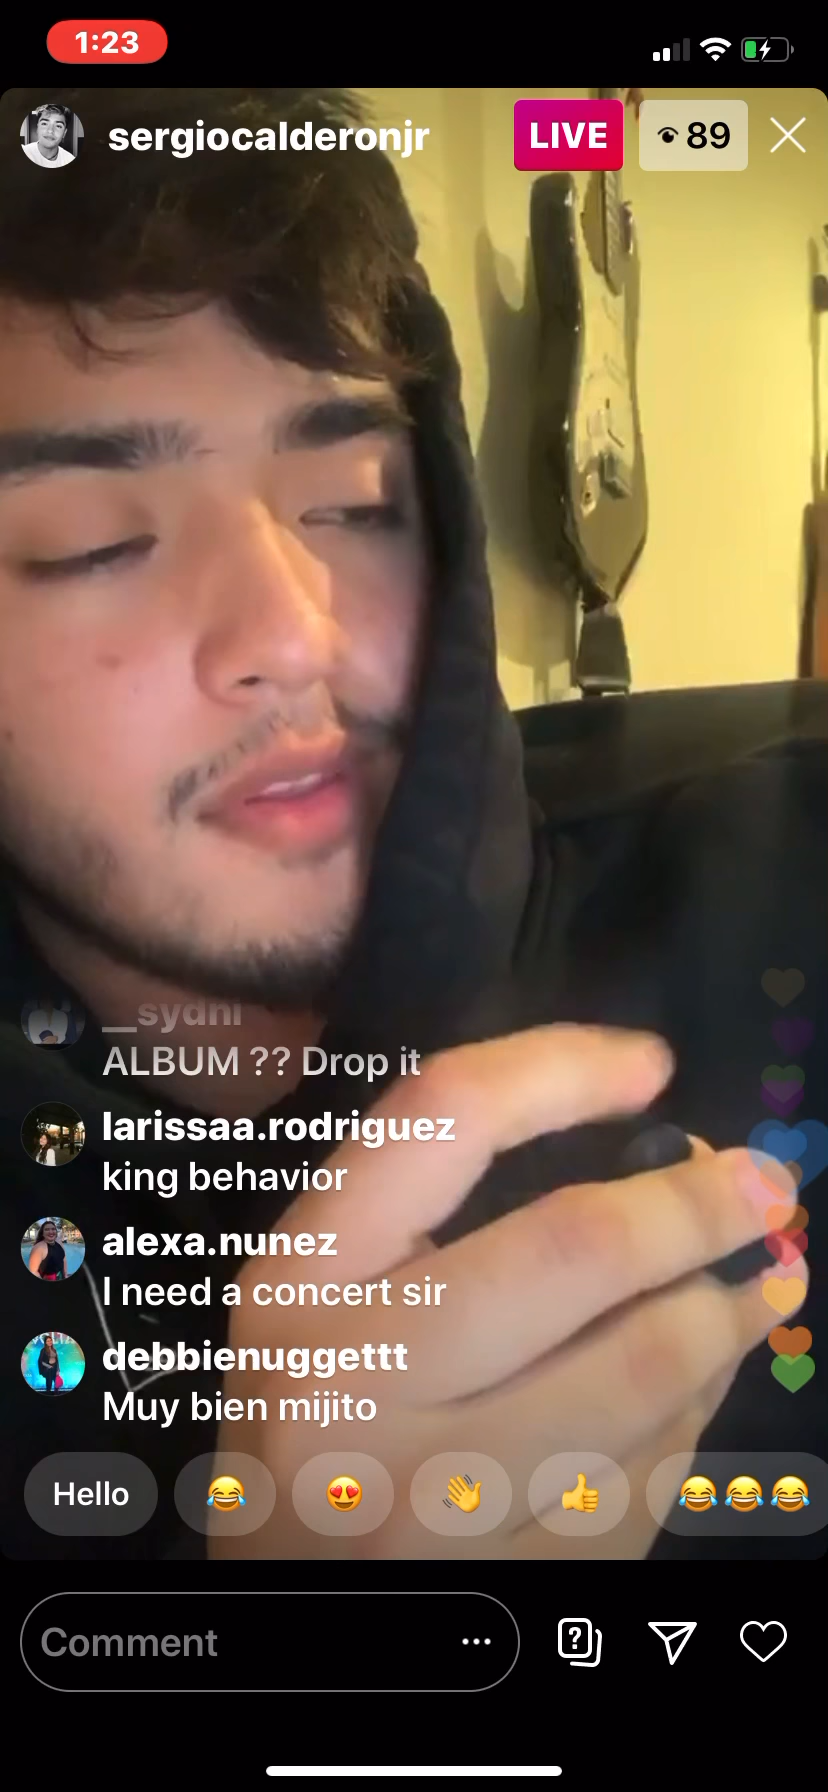 1:23
sergiocalderonjr
LIVE
89
__sydni
ALBUM ?? Drop it
larissaa.rodriguez
king behavior
alexa.nunez
I need a concert sir
debbienuggettt
Muy bien mijito
Hello
Comment